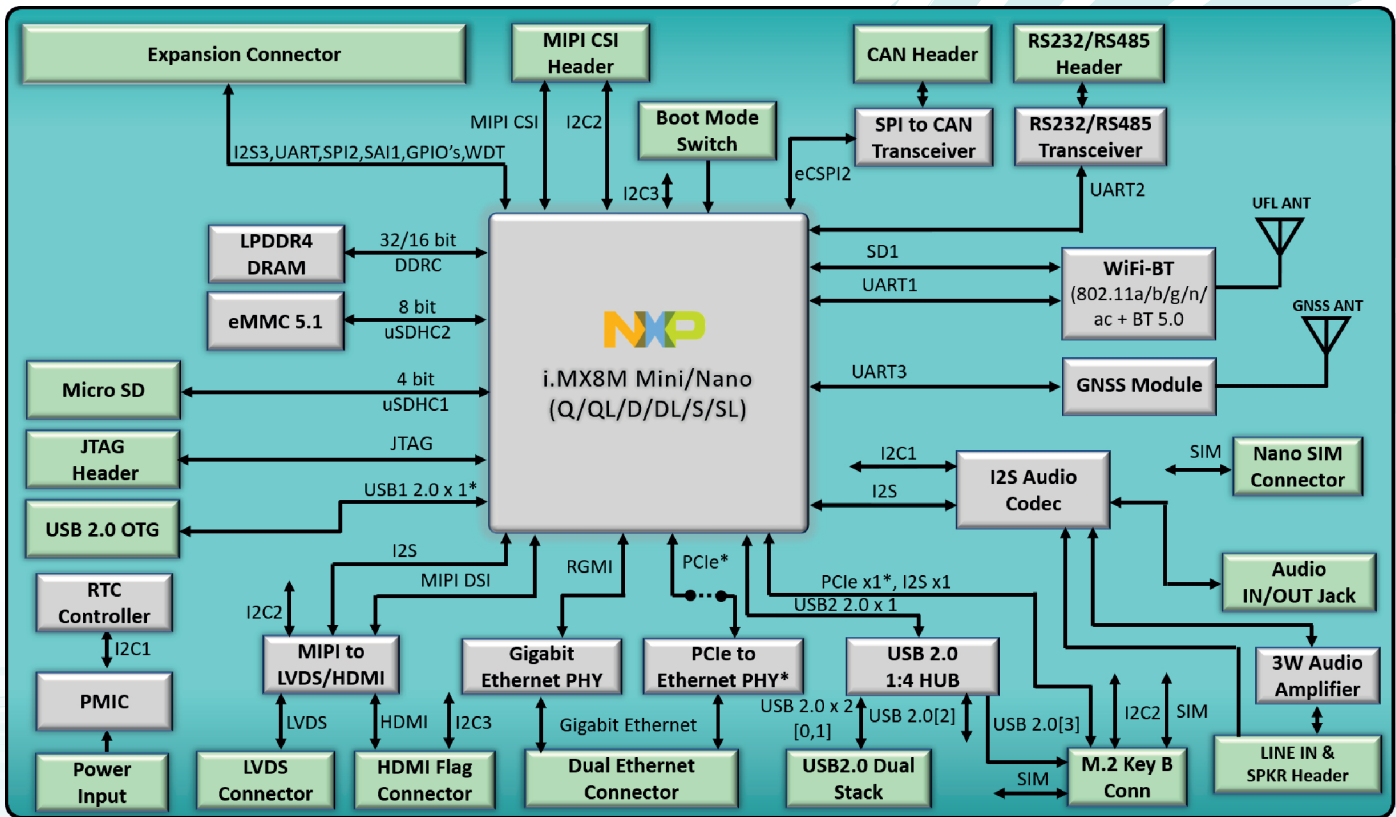 Expansion Connector
MIPI CSI
Header
CAN Header
RS232/RS485
Header
MIPI CSI
I2C2
Boot Mode
Switch
SPI to CAN
Transceiver
RS232/RS485
Transceiver
I2S3,UART,SPI2,SAI1,GPIO's,WDT
I2C3
eCSPI2
UART2
UFL ANT
LPDDR4
DRAM
32/16 bit
DDRC
SD1
WiFi-BT
(802.11a/b/g/n/
ac + BT 5.0
UART1
eMMC 5.1
8 bit
uSDHC2
NXP
GNSS ANT
i.MX8M Mini/Nano
(Q/QL/D/DL/S/SL)
Micro SD
4 bit
uSDHC1
UART3
GNSS Module
JTAG
Header
JTAG
I2C1
I2S Audio
Codec
SIM
Nano SIM
Connector
USB 2.0 OTG
USB1 2.0 x 1*
I2S
I2S
MIPI DSI
RGMI
PCIe*
PCIe x1*, I2S x1
USB2 2.0 x 1
Audio
IN/OUT Jack
RTC
Controller
I2C1
I2C2
MIPI to
LVDS/HDMI
Gigabit
Ethernet PHY
PCIe to
Ethernet PHY*
USB 2.0
1:4 HUB
3W Audio
Amplifier
PMIC
LVDS
HDMI
I2C3
Gigabit Ethernet
USB 2.0 x 2
[0,1]
USB 2.0[2]
USB 2.0[3]
I2C2
SIM
Power
Input
LVDS
Connector
HDMI Flag
Connector
Dual Ethernet
Connector
USB2.0 Dual
Stack
SIM
M.2 Key B
Conn
LINE IN &
SPKR Header